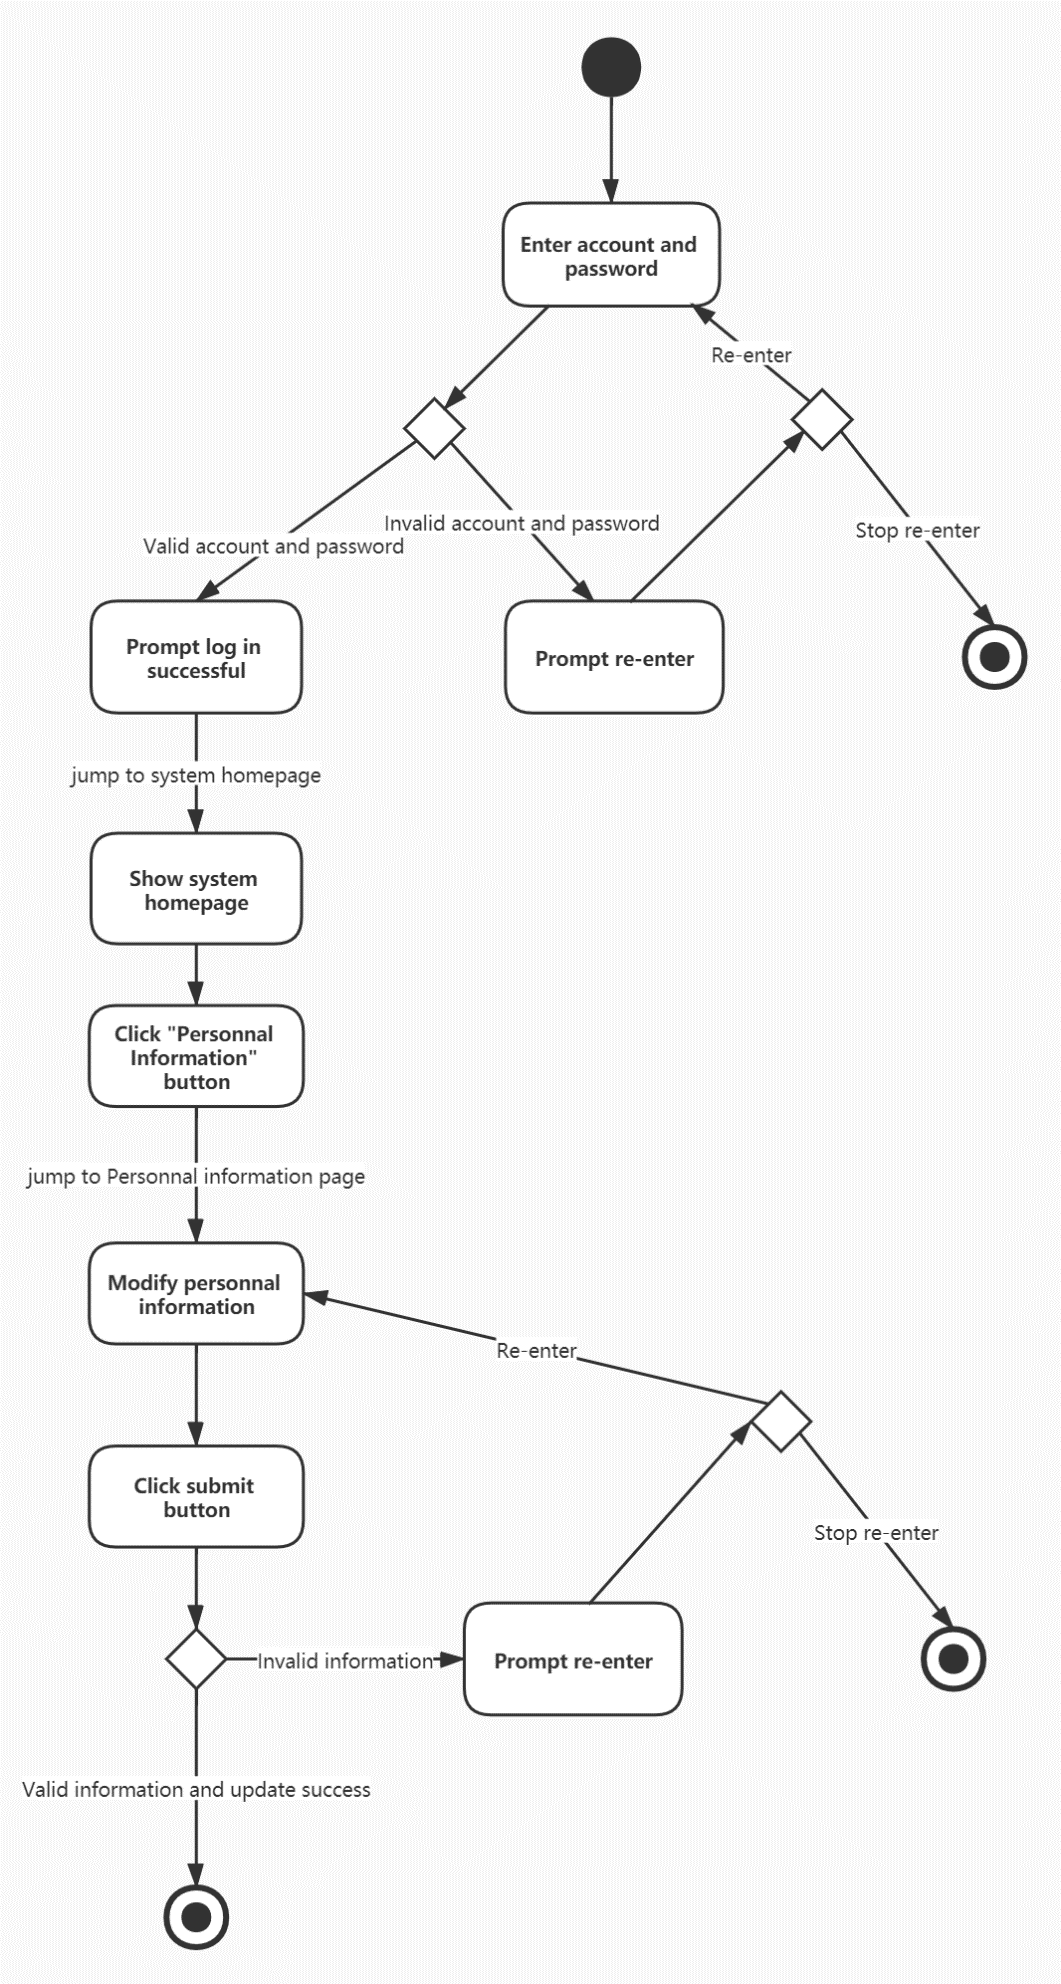 Enter account and
password
Re-enter
Invalid account and password
Stop re-enter
Valid account and password
Prompt log in
successful
Prompt re-enter
jump to system homepage
Show system
homepage
Click "Personnal
Information"
button
jump to Personnal information page
Modify personnal
information
Re-enter
Click submit
button
Stop re-enter
Invalid information
Prompt re-enter
Valid information and update success